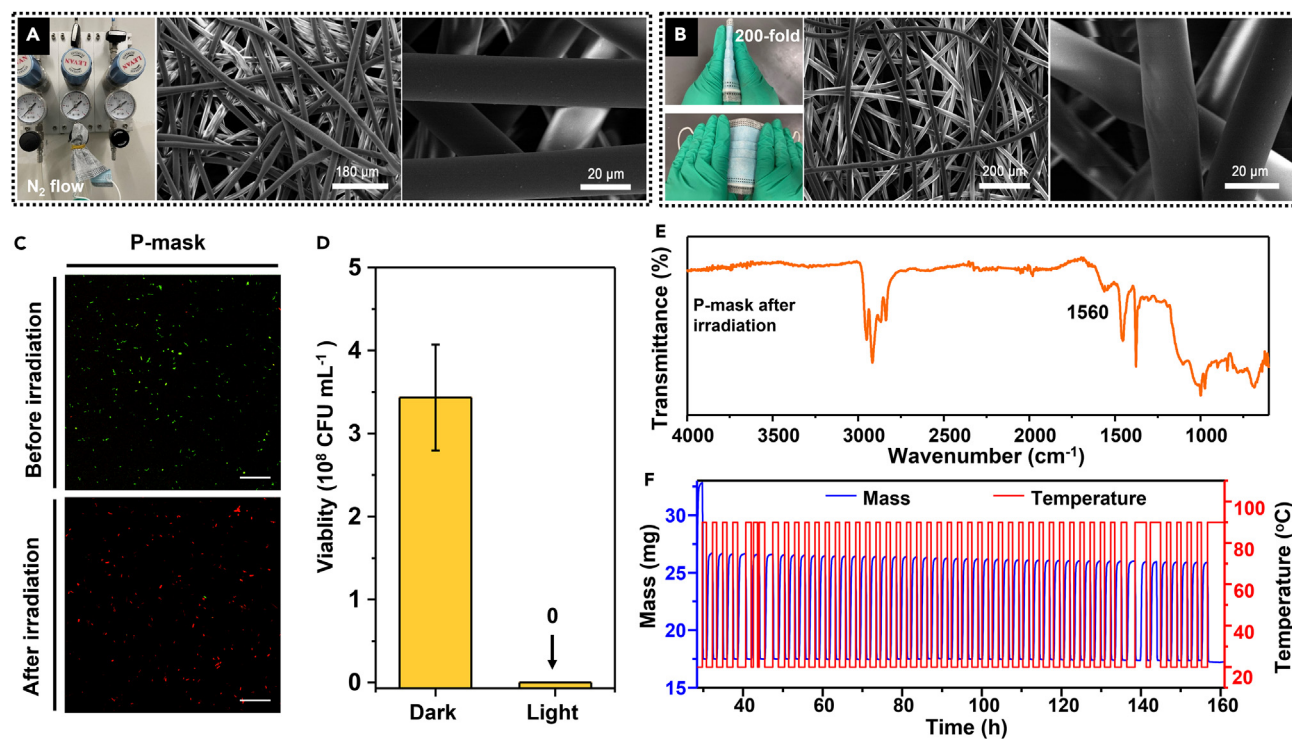 A
LEYAN
N₂ flow
180 µm
20 µm
B
200-fold
200 µm
20 µm
C
P-mask
Before irradiation
After irradiation
D
5
4
3
2
1
0
Viablity (10⁸ CFU mL⁻¹)
0
Dark
Light
E
Transmittance (%)
P-mask after
irradiation
1560
4000
3000
2500
2000
1500
1000
Wavenumber (cm⁻¹)
F
Mass
Temperature
Mass (mg)
30
25
20
15
100
80
60
40
20
Temperature (ºC)
40
60
80
100
120
140
160
Time (h)